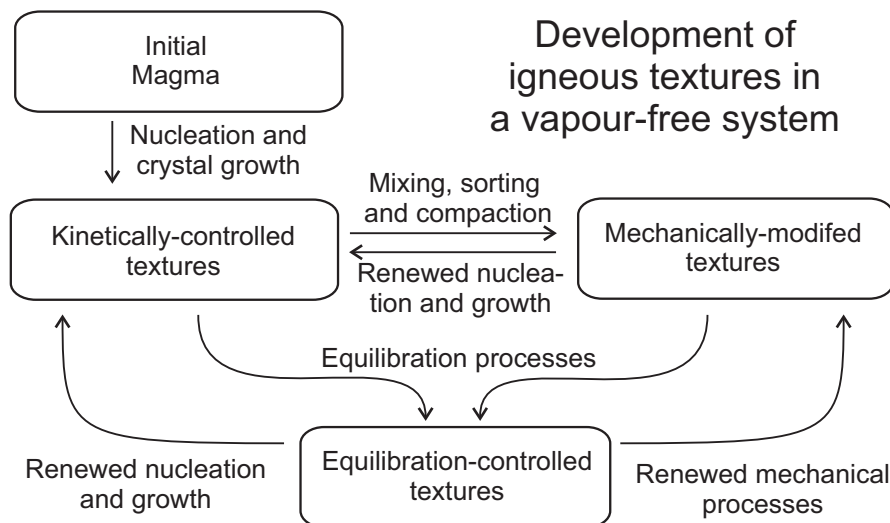 Development of
igneous textures in
a vapour-free system
Initial
Magma
Nucleation and
crystal growth
Mixing, sorting
and compaction
Kinetically-controlled
textures
Mechanically-modifed
textures
Renewed nuclea-
tion and growth
Equilibration processes
Renewed nucleation
and growth
Equilibration-controlled
textures
Renewed mechanical
processes